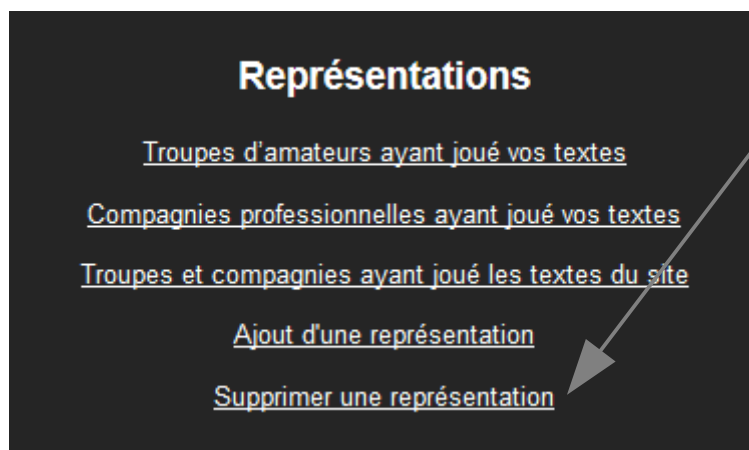 Représentations
Troupes d'amateurs ayant joué vos textes
Compagnies professionnelles ayant joué vos textes
Troupes et compagnies ayant joué les textes du site
Ajout d'une représentation
Supprimer une représentation